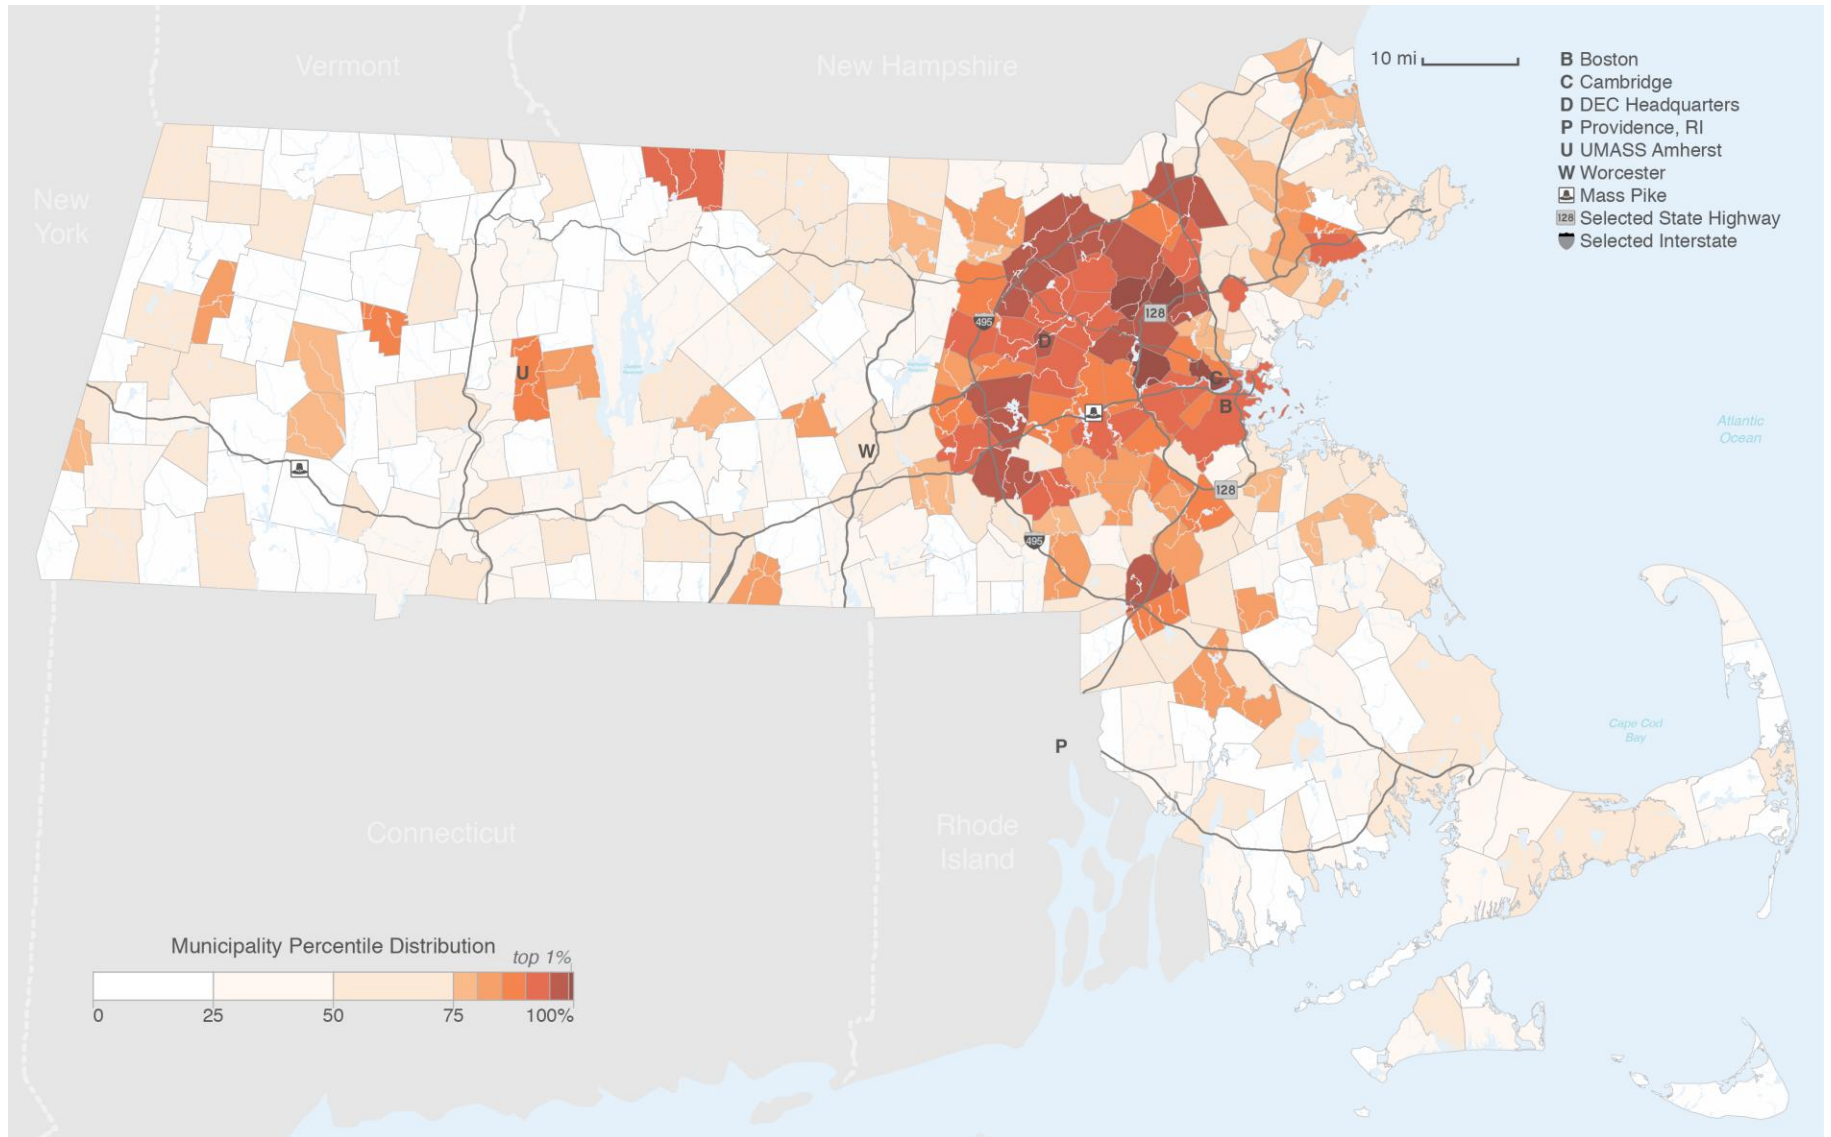 Vermont
New Hampshire
10 mi
B Boston
C Cambridge
D DEC Headquarters
P Providence, RI
U UMASS Amherst
W Worcester
Mass Pike
128 Selected State Highway
Selected Interstate
New
York
495
128
D
U
C
B
W
128
495
Atlantic
Ocean
Cape Cod
Bay
P
Connecticut
Rhode
Island
Municipality Percentile Distribution
top 1%
0 25 50 75 100%